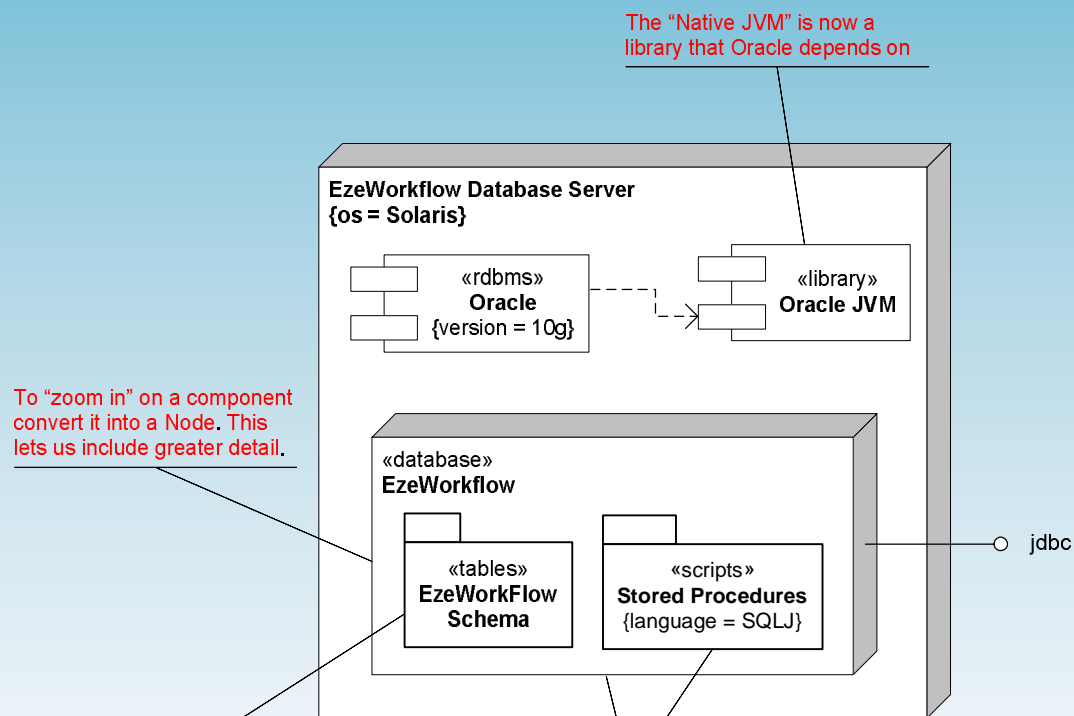 The “Native JVM” is now a
library that Oracle depends on
EzeWorkflow Database Server
{os = Solaris}
«rdbms»
Oracle
{version = 10g}
«library»
Oracle JVM
To “zoom in” on a component
convert it into a Node. This
lets us include greater detail.
«database»
EzeWorkflow
«tables»
EzeWorkFlow
Schema
«scripts»
Stored Procedures
{language = SQLJ}
jdbc